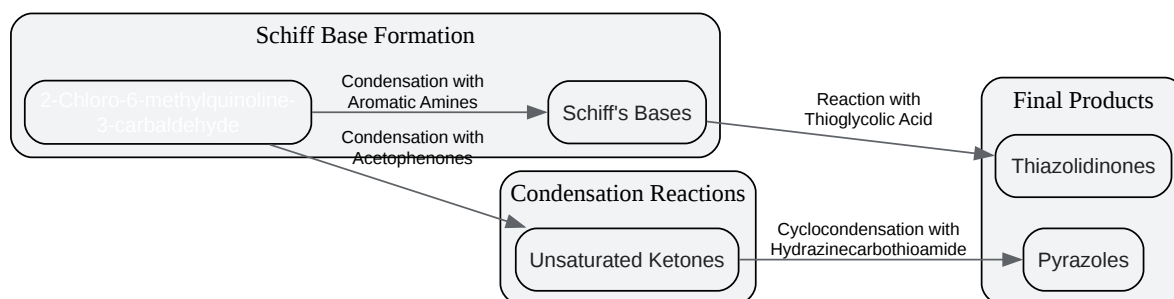 Schiff Base Formation
2-Chloro-6-methylquinoline-
3-carbaldehyde
Condensation with
Aromatic Amines
Schiff's Bases
Condensation with
Acetophenones
Reaction with
Thioglycolic Acid
Final Products
Thiazolidinones
Condensation Reactions
Unsaturated Ketones
Cyclocondensation with
Hydrazinecarbothioamide
Pyrazoles